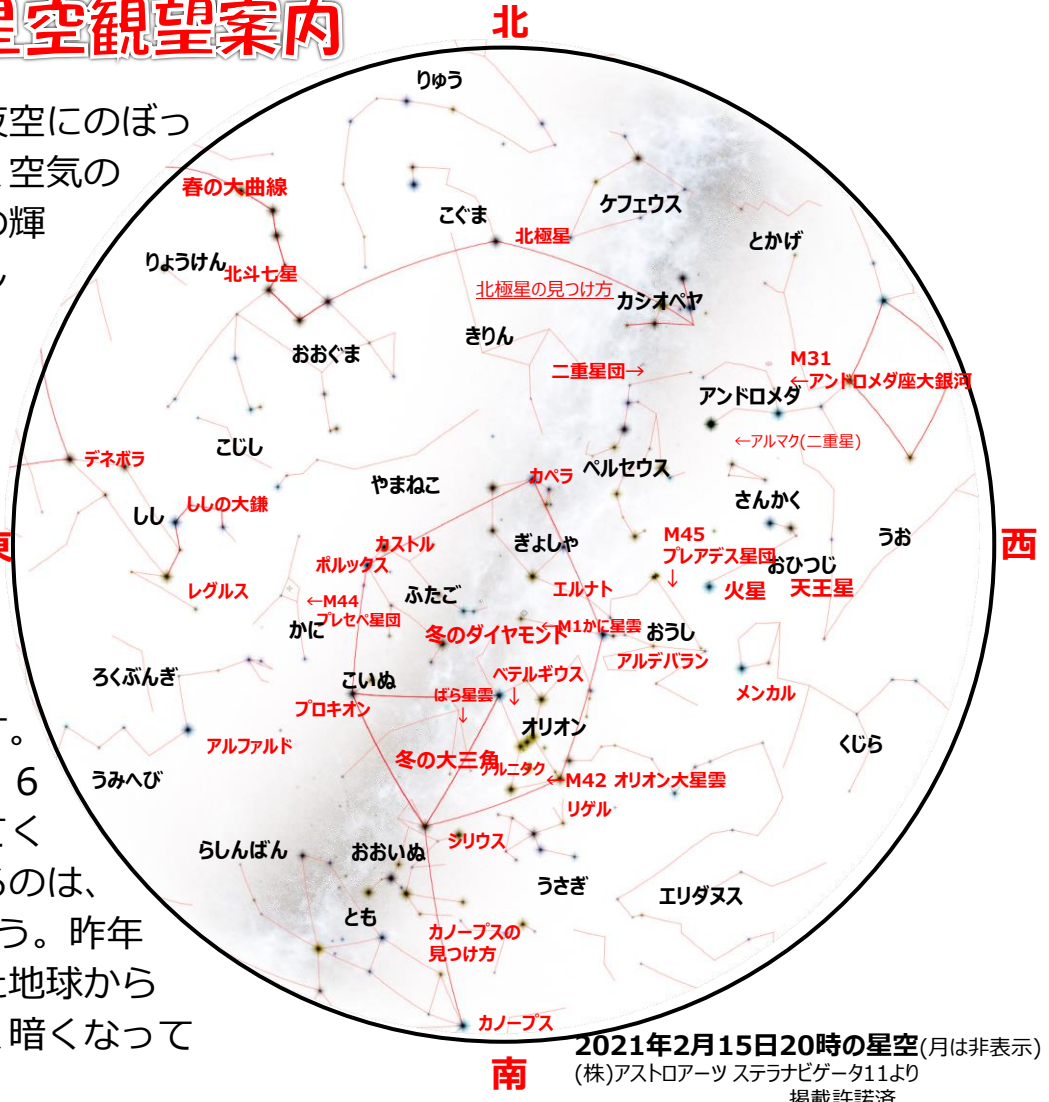 星空観望案内
北
夜空にのぼっ
、空気の
の輝
りゅう
春の大曲線
こぐま
ケフェウス
北極星
とかげ
りょうけん
北斗七星
北極星の見つけ方
カシオペヤ
きりん
おおぐま
二重星団→
M31
←アンドロメダ座大銀河
アンドロメダ
←アルマク(二重星)
こじし
デネボラ
やまねこ
カペラ
ペルセウス
さんかく
ししの大鎌
しし
ぎょしゃ
M45
プレアデス星団
↓
うお
東
西
カストル
ポルックス
おひつじ
レグルス
ふたご
エルナト
火星
天王星
←M44
プレセペ星団
かに
冬のダイヤモンド
←M1かに星雲
おうし
アルデバラン
ろくぶんぎ
こいぬ
ベテルギウス
↓
ばら星雲
↓
メンカル
プロキオン
オリオン
アルファルド
くじら
冬の大三角
アルニタク
←M42 オリオン大星雲
うみへび
リゲル
シリウス
らしんばん
おおいぬ
うさぎ
エリダヌス
とも
カノープスの
見つけ方
カノープス
す。
6
てく
るのは、
う。昨年
た地球から
、暗くなって
南
2021年2月15日20時の星空(月は非表示)
(株)アストロアーツ ステラナビゲータ11より
掲載許諾済